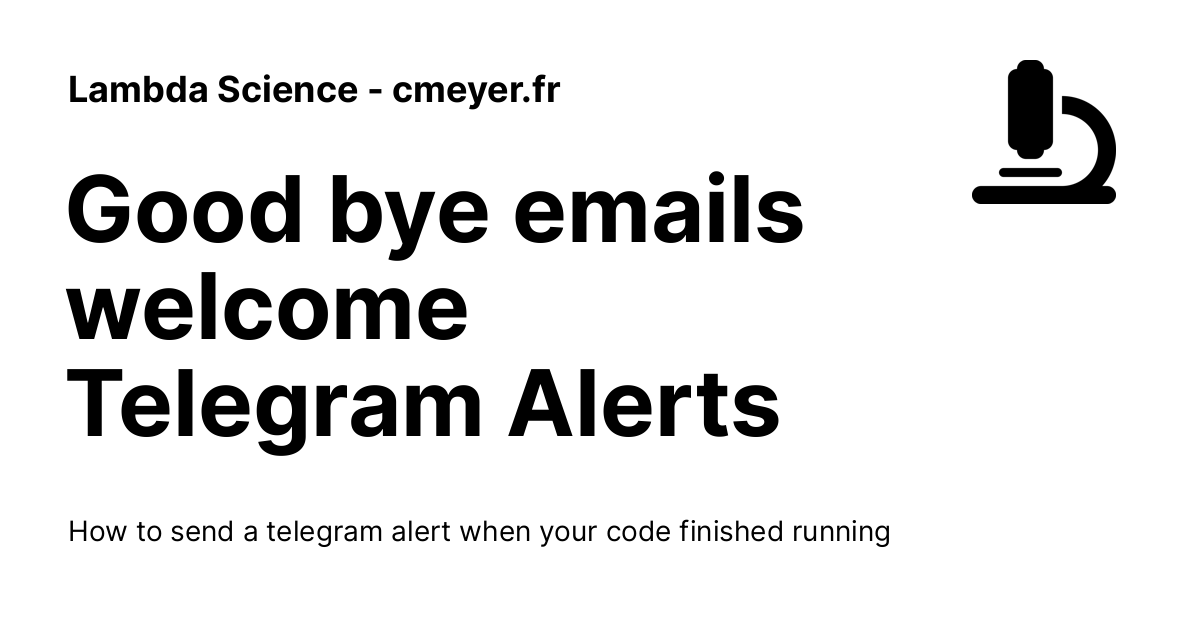 Lambda Science - cmeyer.fr
Good bye emails
welcome
Telegram Alerts
How to send a telegram alert when your code finished running